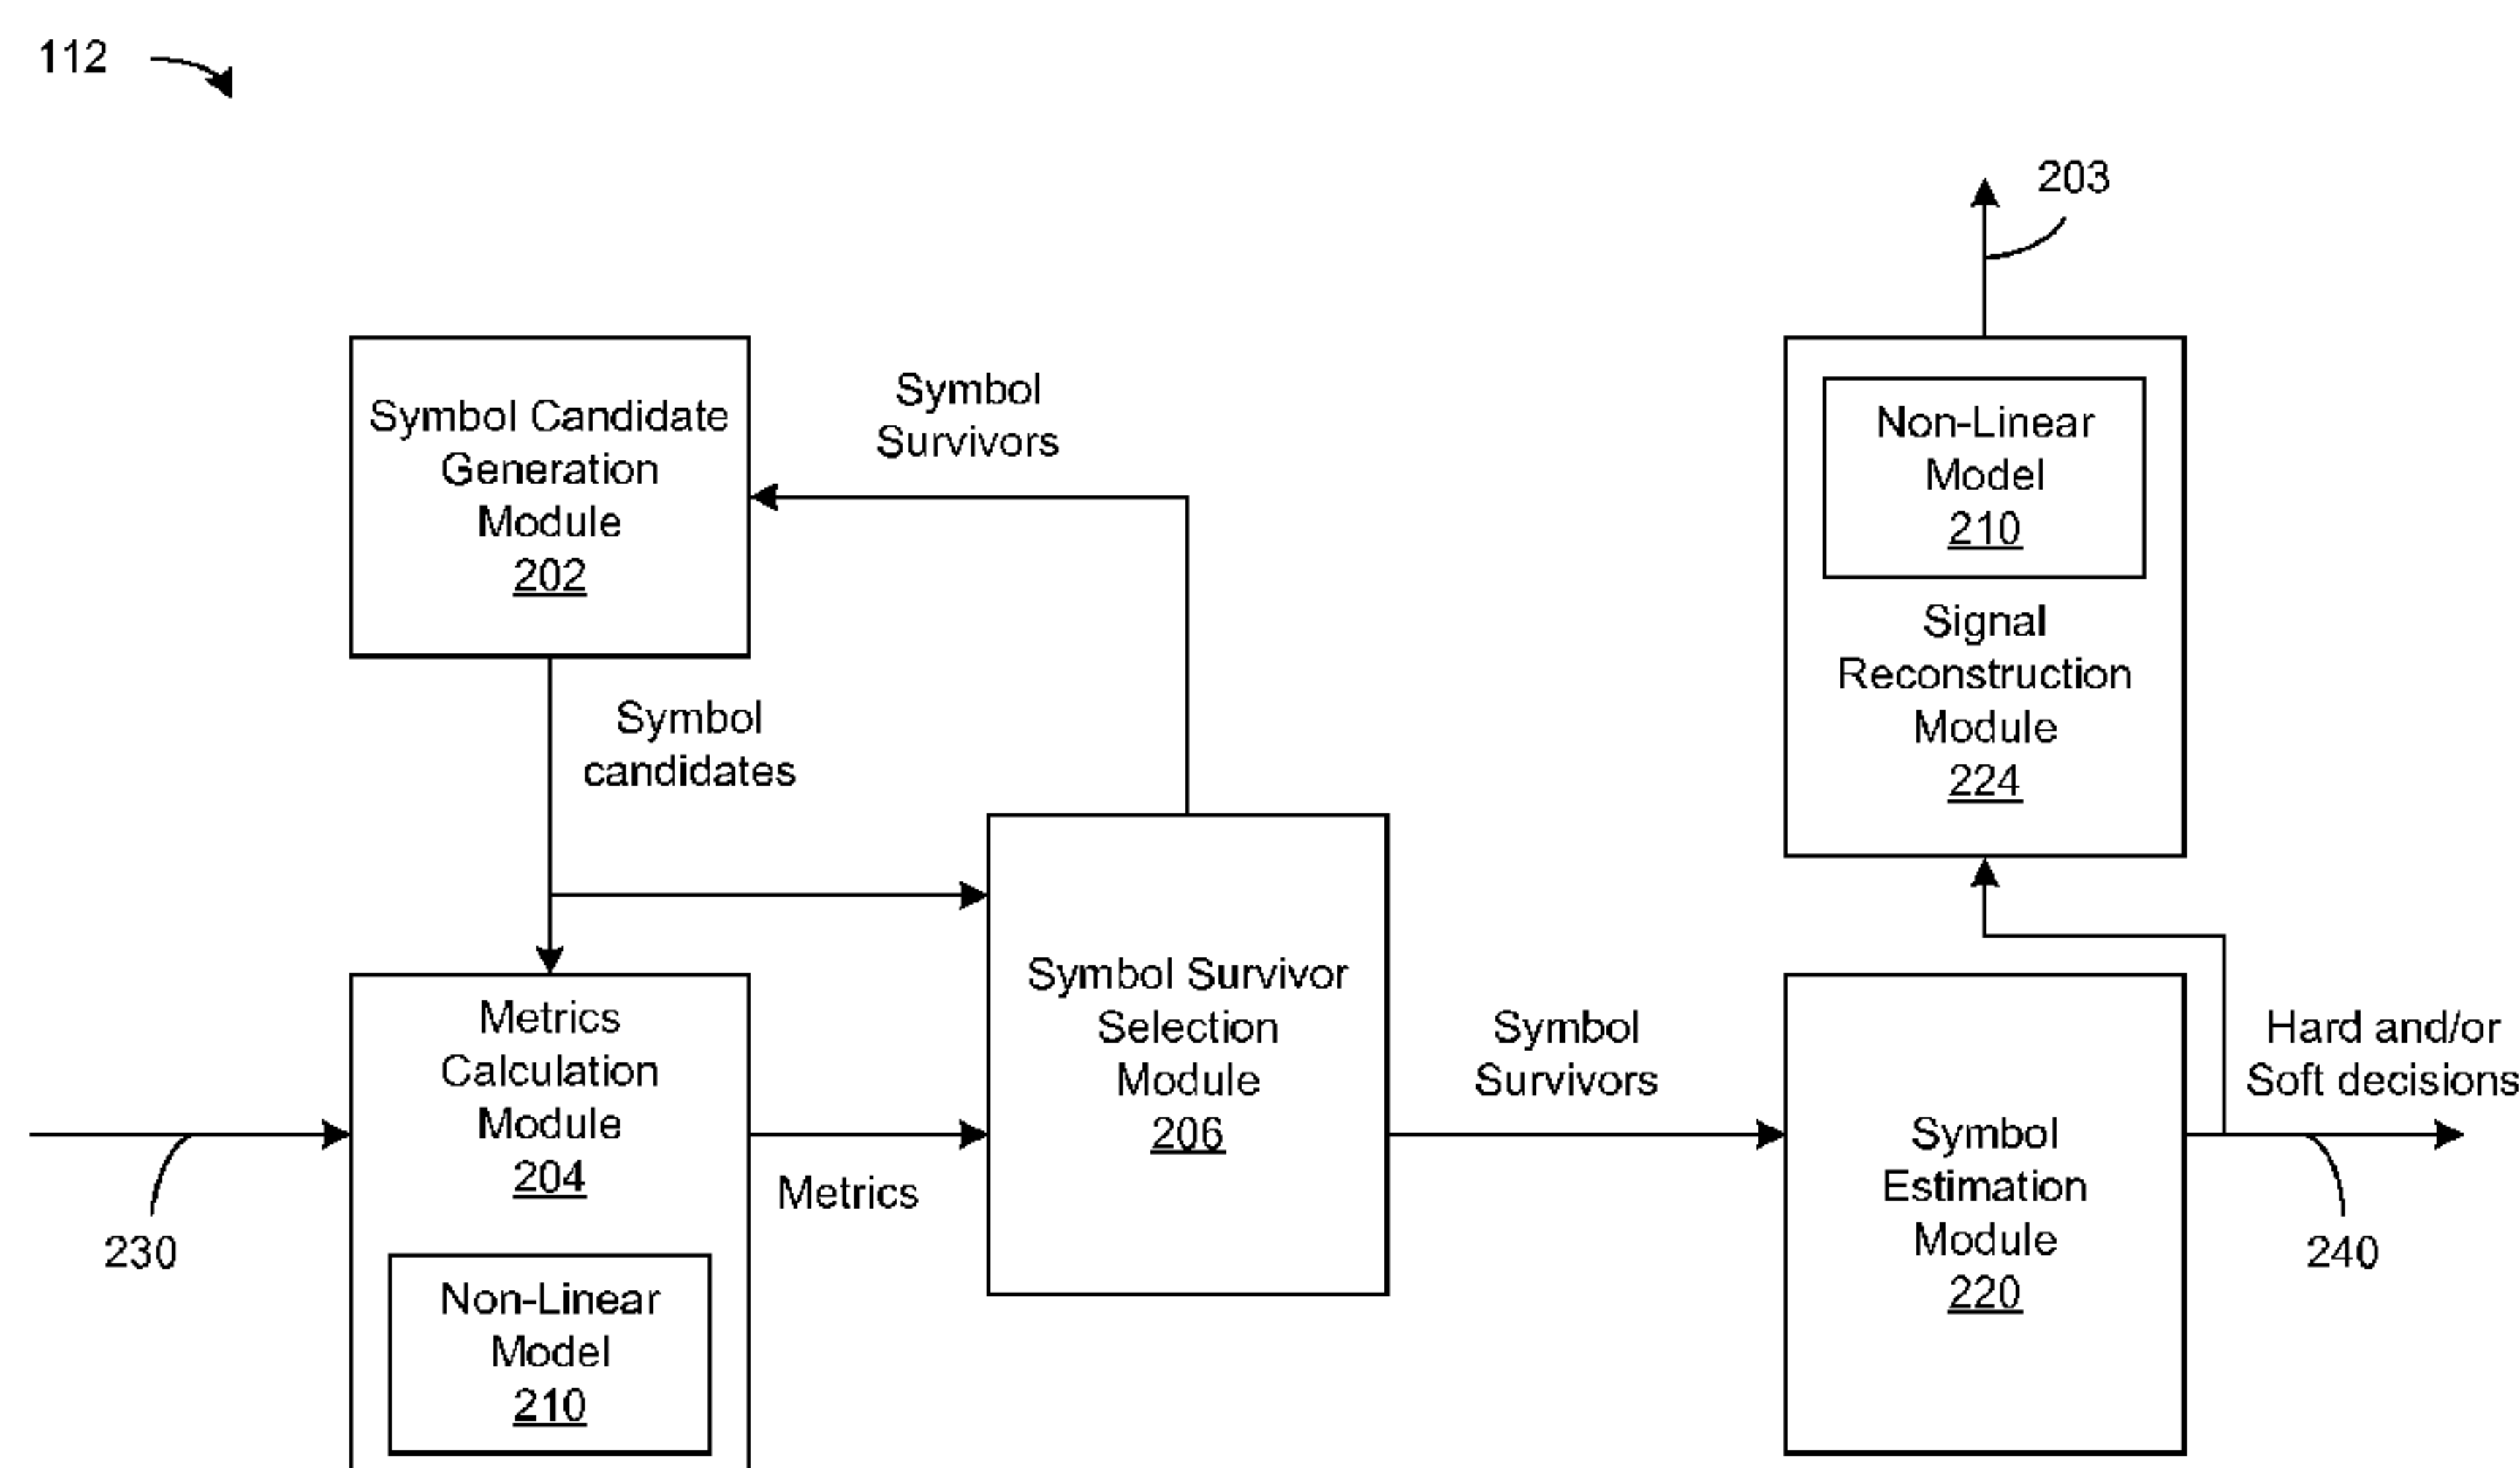 112
203
Symbol Candidate
Generation
Module
202
Symbol
Survivors
Non-Linear
Model
210
Signal
Reconstruction
Module
224
Symbol
candidates
Metrics
Calculation
Module
204
Non-Linear
Model
210
230
Metrics
Symbol Survivor
Selection
Module
206
Symbol
Survivors
Symbol
Estimation
Module
220
Hard and/or
Soft decisions
240